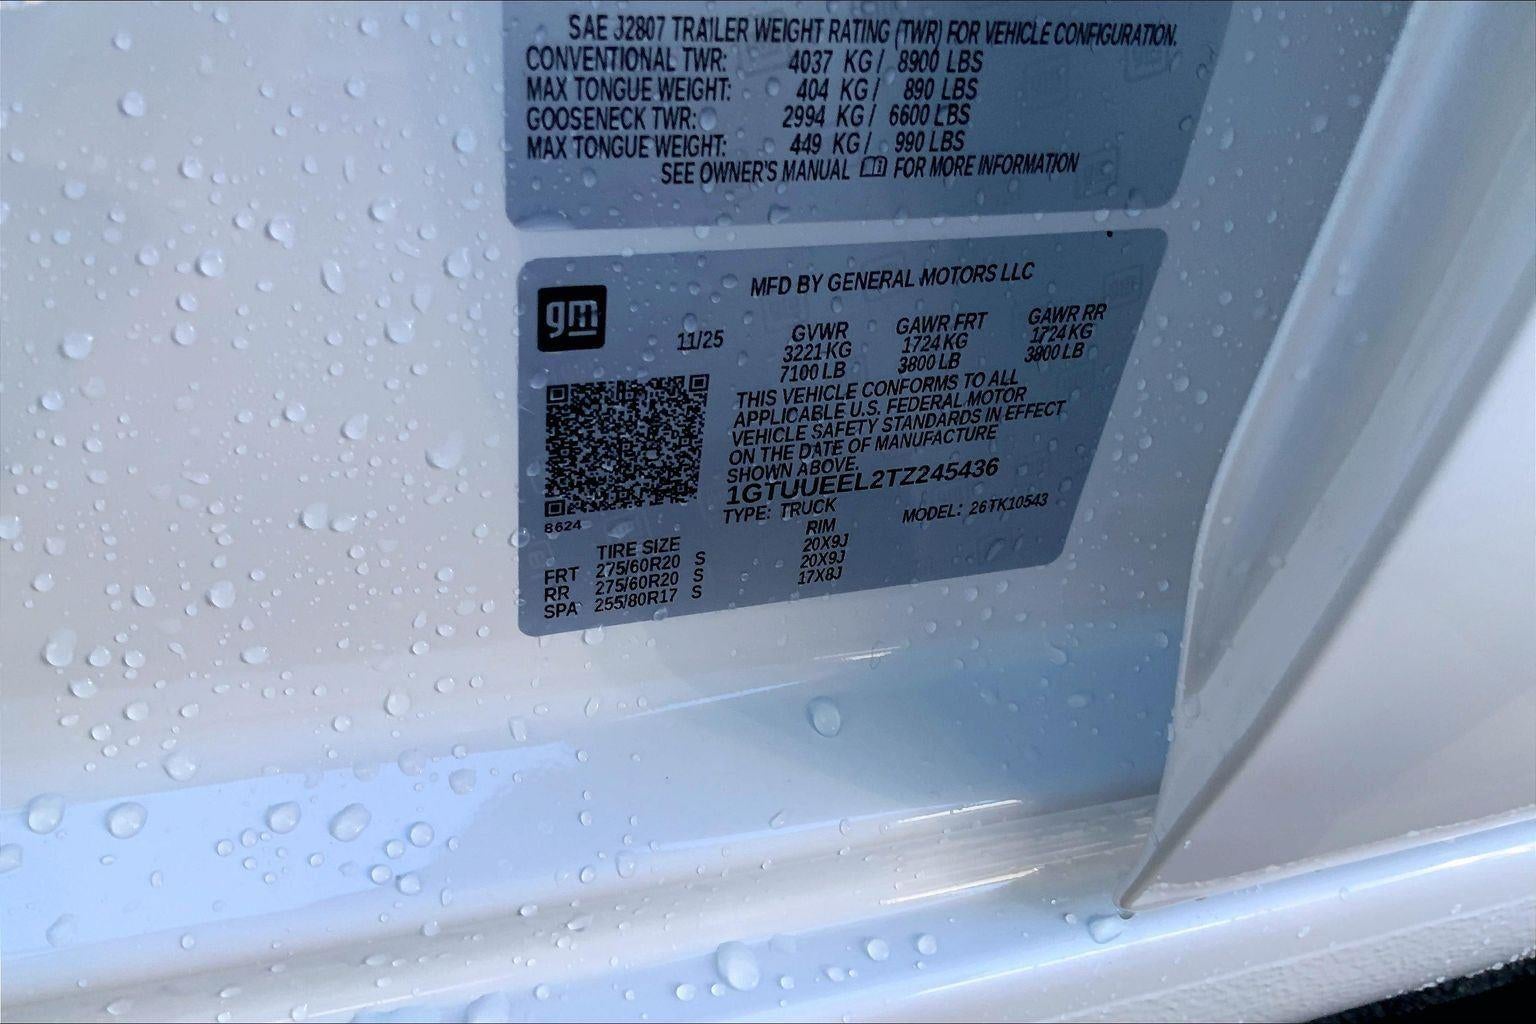 SAE J2807 TRAILER WEIGHT RATING (TWR) FOR VEHICLE CONFIGURATION.
CONVENTIONAL TWR: 4037 KG / 8900 LBS
MAX TONGUE WEIGHT: 404 KG / 890 LBS
GOOSENECK TWR: 2994 KG / 6600 LBS
MAX TONGUE WEIGHT: 449 KG / 990 LBS
SEE OWNER'S MANUAL FOR MORE INFORMATION
MFD BY GENERAL MOTORS LLC
gm
11/25
GVWR GAWR FRT GAWR RR
3221 KG 1724 KG 1724 KG
7100 LB 3800 LB 3800 LB
THIS VEHICLE CONFORMS TO ALL
APPLICABLE U.S. FEDERAL MOTOR
VEHICLE SAFETY STANDARDS IN EFFECT
ON THE DATE OF MANUFACTURE
SHOWN ABOVE.
1GTUUEEL2TZ245436
8624
TYPE: TRUCK MODEL: 26TK10543
TIRE SIZE RIM
FRT 275/60R20 S 20X9J
RR 275/60R20 S 20X9J
SPA 255/80R17 S 17X8J